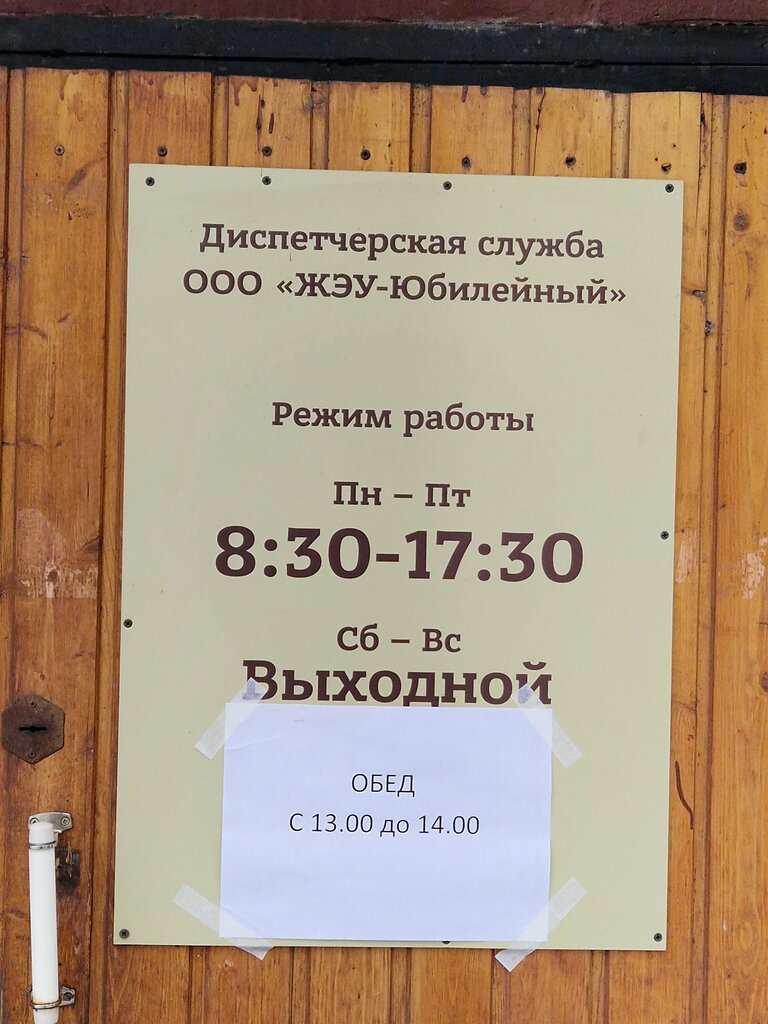 Диспетчерская служба
ООО «ЖЭУ-Юбилейный»
Режим работы
Пн – Пт
8:30-17:30
Сб – Вс
Выходной
ОБЕД
С 13.00 до 14.00